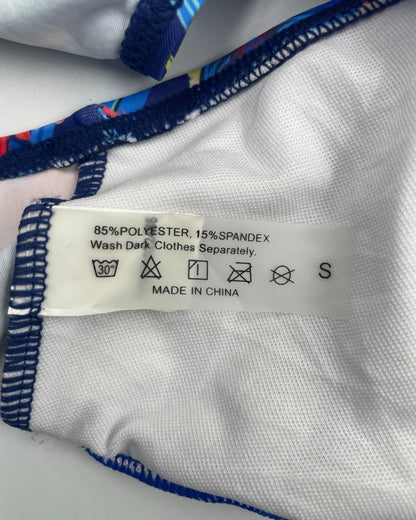 85%POLYESTER, 15%SPANDEX
Wash Dark Clothes Separately.
30° S
MADE IN CHINA